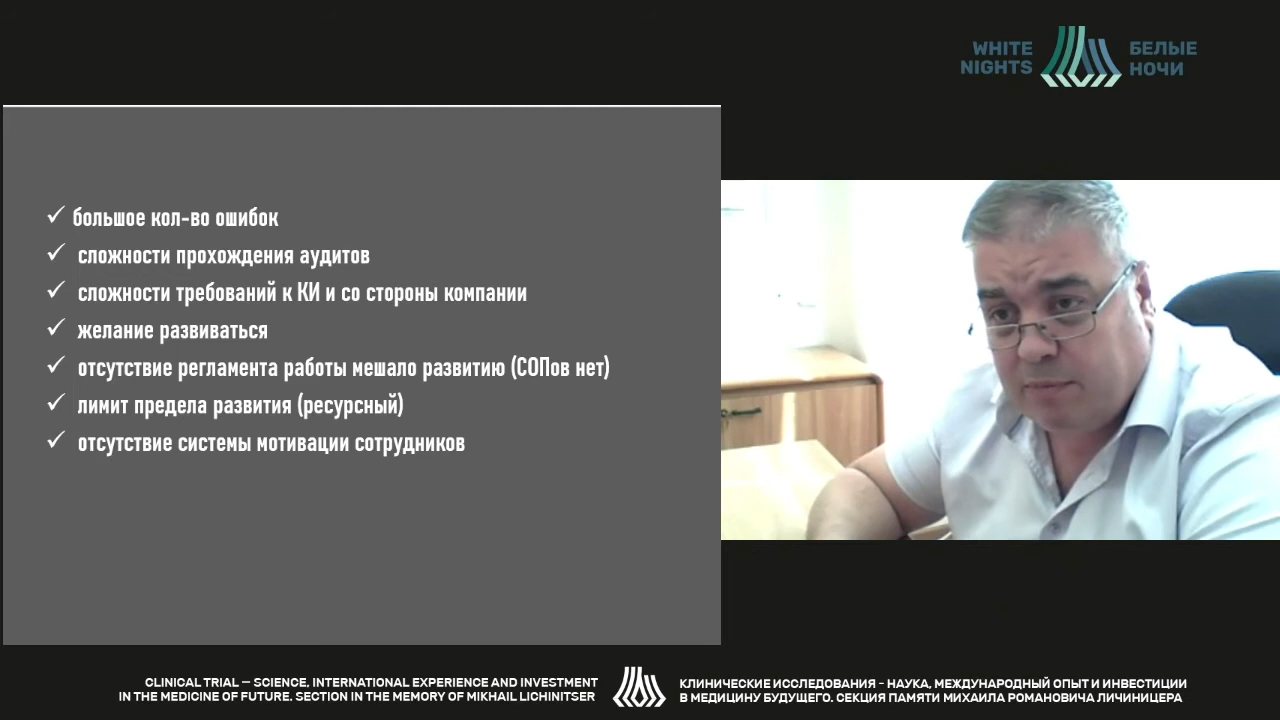 WHITE
NIGHTS
БЕЛЫЕ
НОЧИ
большое кол-во ошибок
сложности прохождения аудитов
сложности требований к КИ и со стороны компании
желание развиваться
отсутствие регламента работы мешало развитию (СОПов нет)
лимит предела развития (ресурсный)
отсутствие системы мотивации сотрудников
CLINICAL TRIAL – SCIENCE, INTERNATIONAL EXPERIENCE AND INVESTMENT
IN THE MEDICINE OF FUTURE. SECTION IN THE MEMORY OF MIKHAIL LICHINITSER
КЛИНИЧЕСКИЕ ИССЛЕДОВАНИЯ - НАУКА, МЕЖДУНАРОДНЫЙ ОПЫТ И ИНВЕСТИЦИИ
В МЕДИЦИНУ БУДУЩЕГО. СЕКЦИЯ ПАМЯТИ МИХАИЛА РОМАНОВИЧА ЛИЧИНИЦЕРА